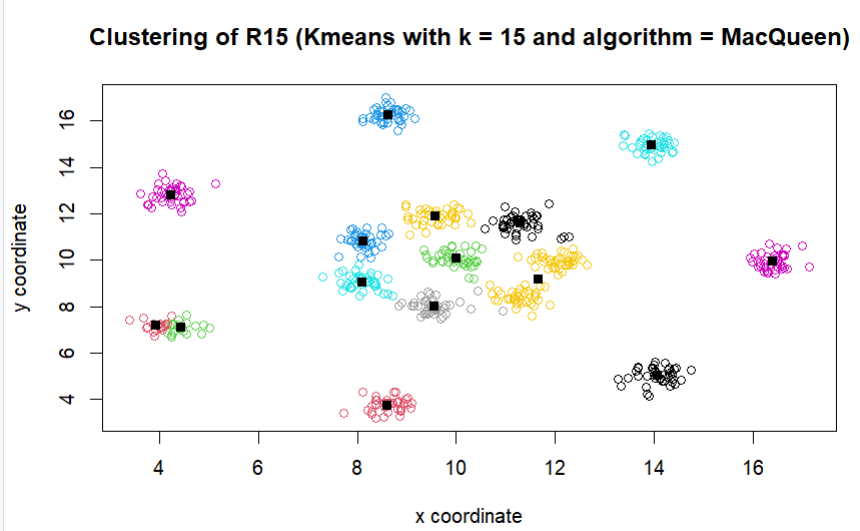 Clustering of R15 (Kmeans with k = 15 and algorithm = MacQueen)
y coordinate
16
14
12
10
8
6
4
4 6 8 10 12 14 16
x coordinate